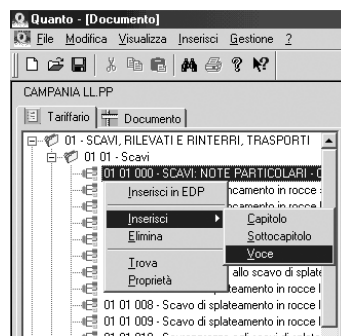 Quanto - [Documento]
File Modifica Visualizza Inserisci Gestione ?
CAMPANIA LL.PP
Tariffario Documento
01 - SCAVI, RILEVATI E RINTERRI, TRASPORTI
01 01 - Scavi
01 01 000 - SCAVI: NOTE PARTICOLARI -
Inserisci in EDP
ncamento in rocce
Inserisci
Capitolo
Elimina
Sottocapitolo
Voce
Trova
allo scavo di splate
Proprietà
teamento in rocce l
01 01 008 - Scavo di splateamento in rocce l
01 01 009 - Scavo di splateamento in rocce l